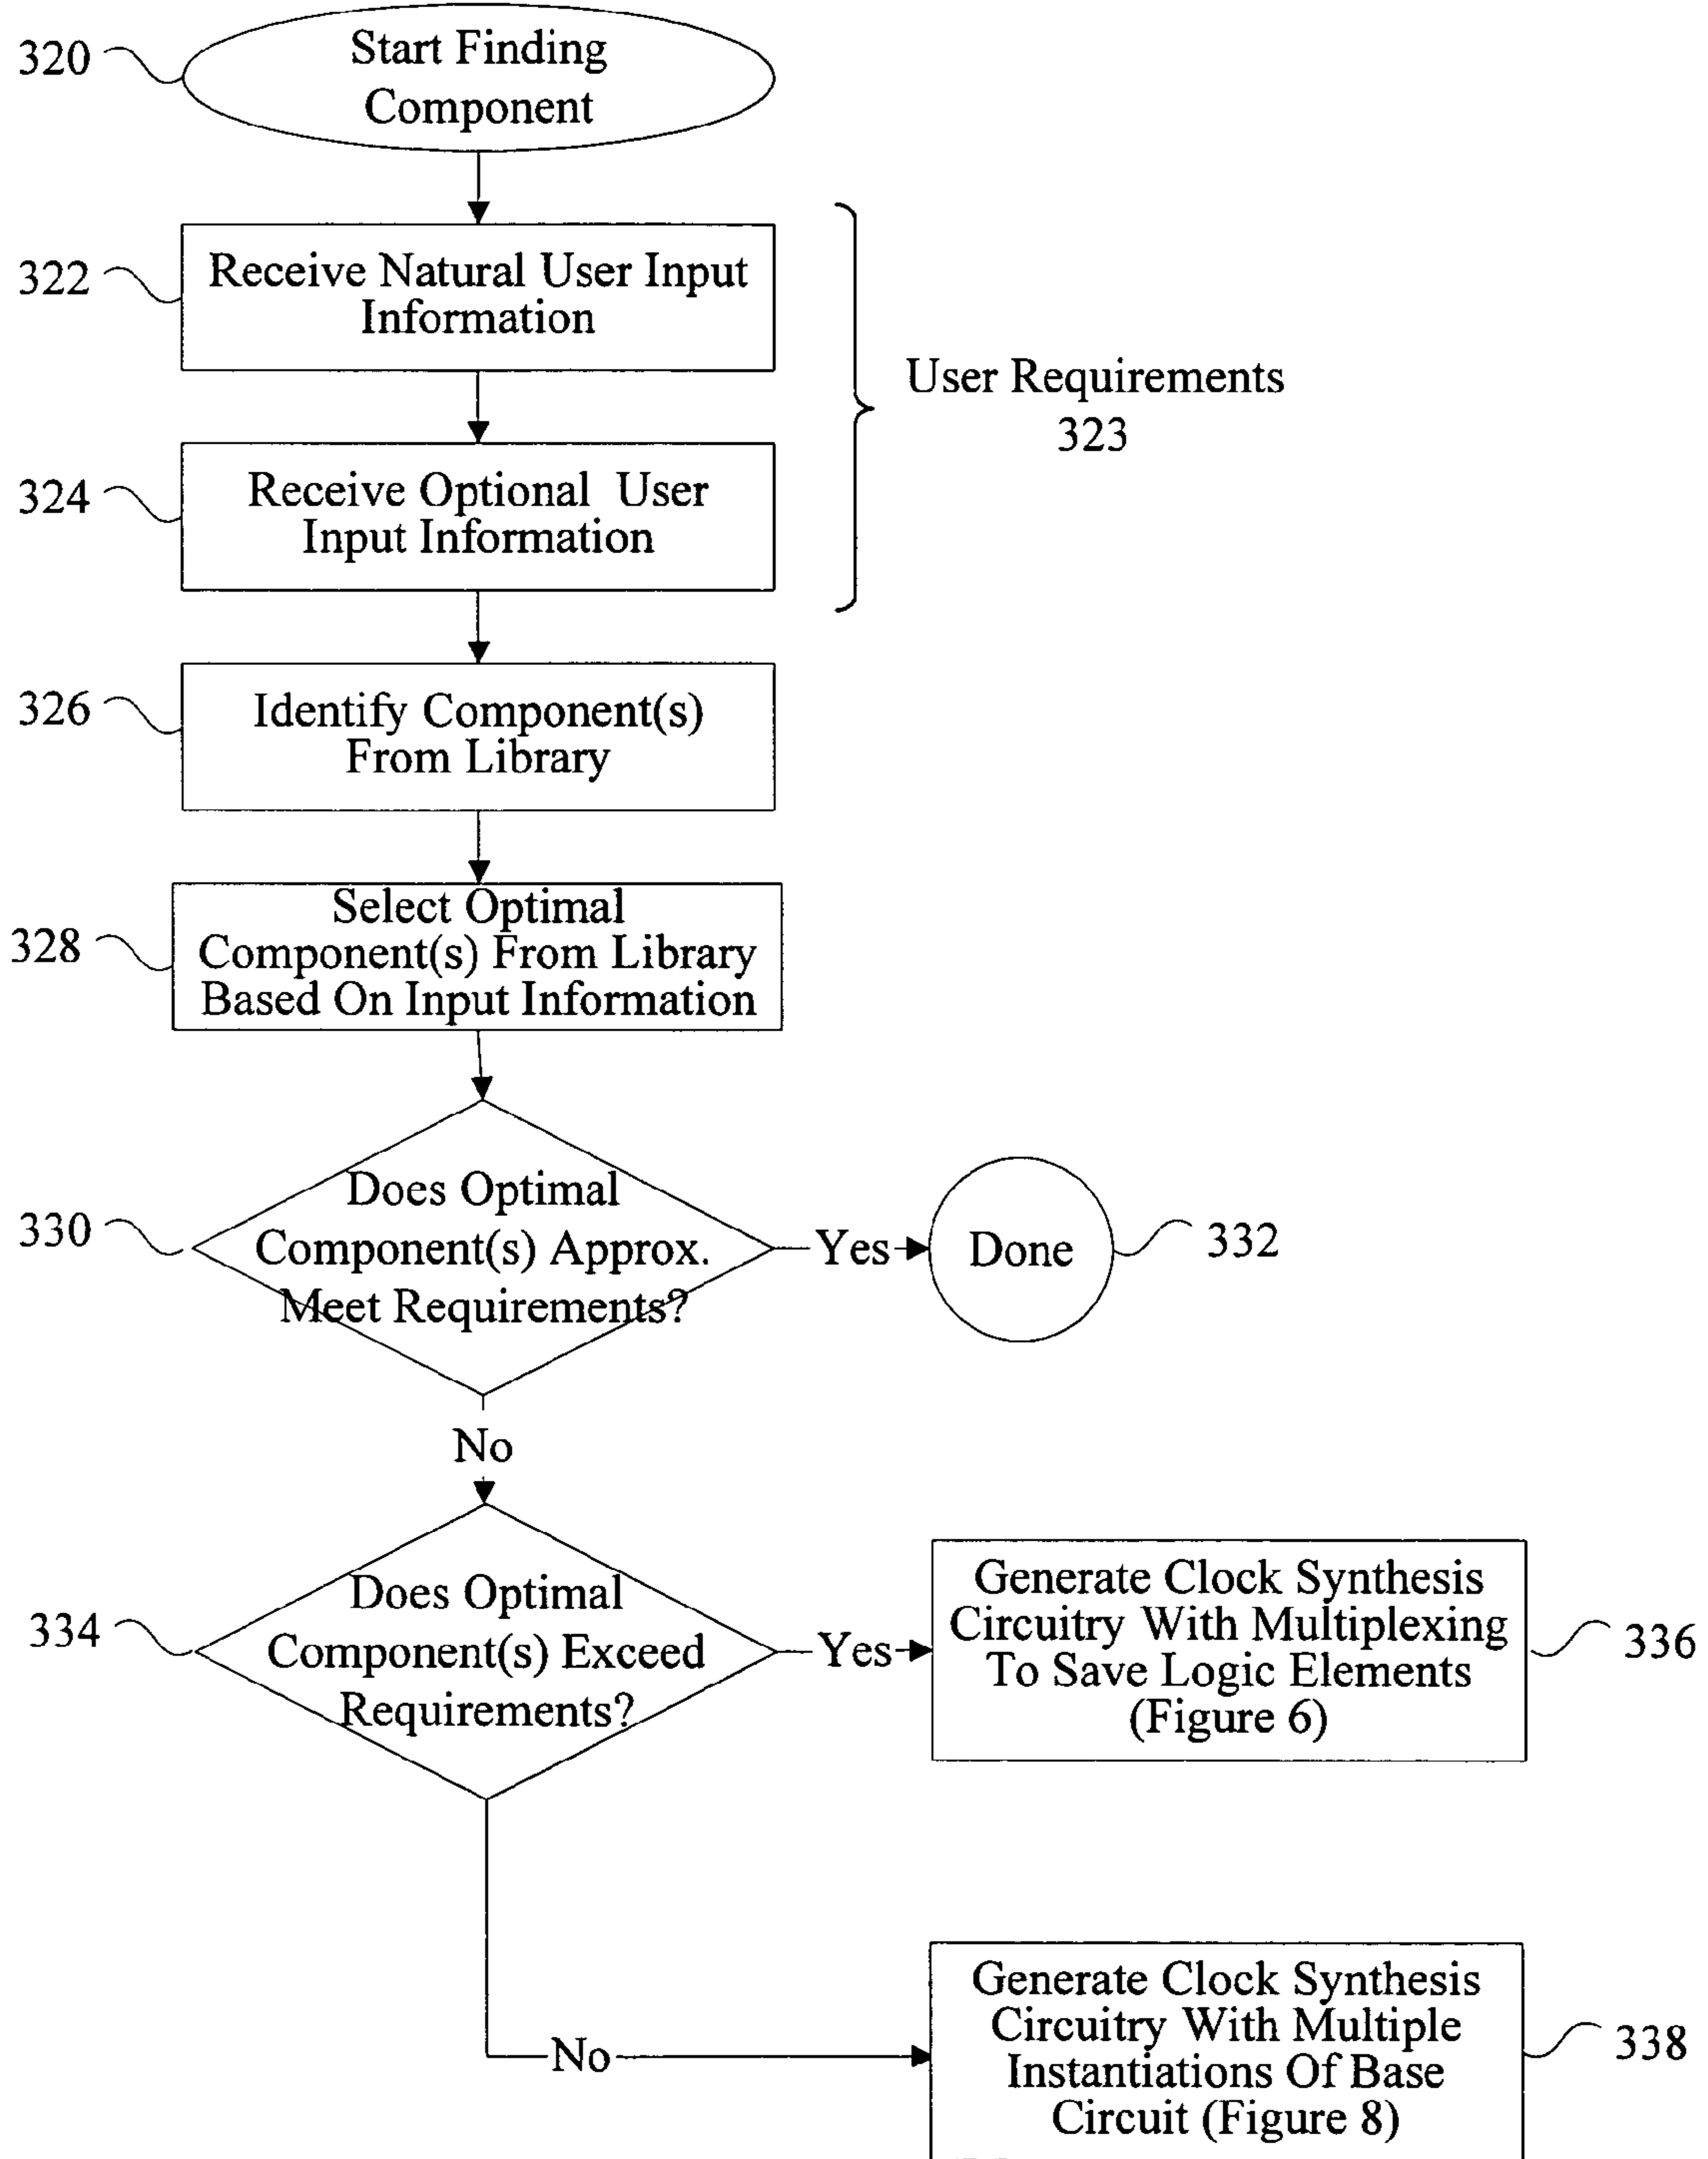 320
Start Finding
Component
322
Receive Natural User Input
Information
User Requirements
323
324
Receive Optional User
Input Information
326
Identify Component(s)
From Library
328
Select Optimal
Component(s) From Library
Based On Input Information
330
Does Optimal
Component(s) Approx.
Meet Requirements?
Yes
Done
332
No
334
Does Optimal
Component(s) Exceed
Requirements?
Yes
Generate Clock Synthesis
Circuitry With Multiplexing
To Save Logic Elements
(Figure 6)
336
No
Generate Clock Synthesis
Circuitry With Multiple
Instantiations Of Base
Circuit (Figure 8)
338